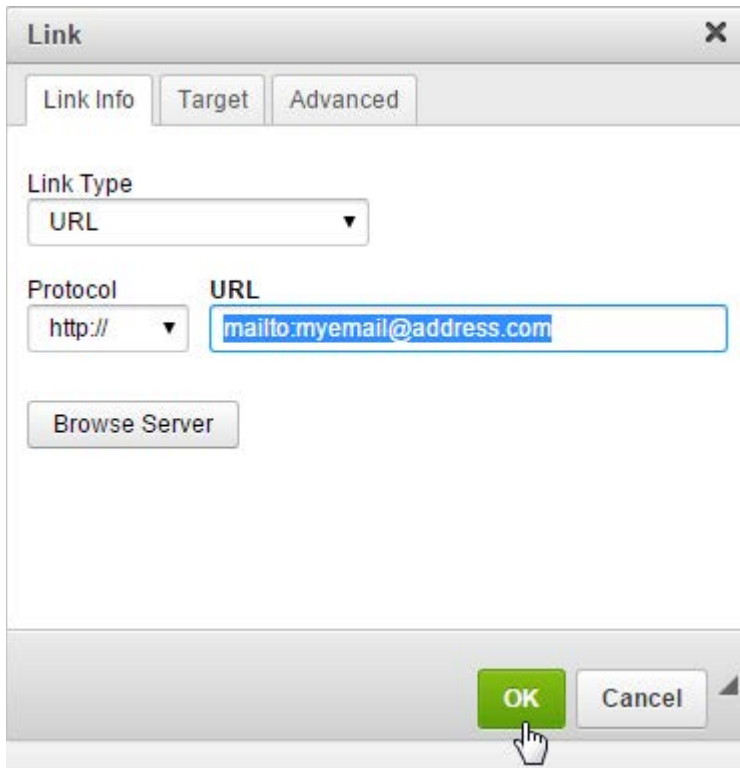 Link
Link Info Target Advanced
Link Type
URL
Protocol URL
http:// mailto:myemail@address.com
Browse Server
OK Cancel